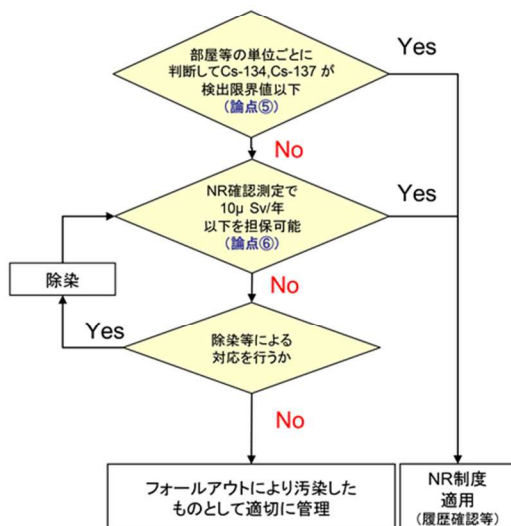 部屋等の単位ごとに
判断してCs-134,Cs-137 が
検出限界値以下
(論点⑤)
Yes
No
NR確認測定で
10μ Sv/年
以下を担保可能
(論点⑥)
Yes
除染
No
Yes
除染等による
対応を行うか
No
フォールアウトにより汚染した
ものとして適切に管理
NR制度
適用
(履歴確認等)